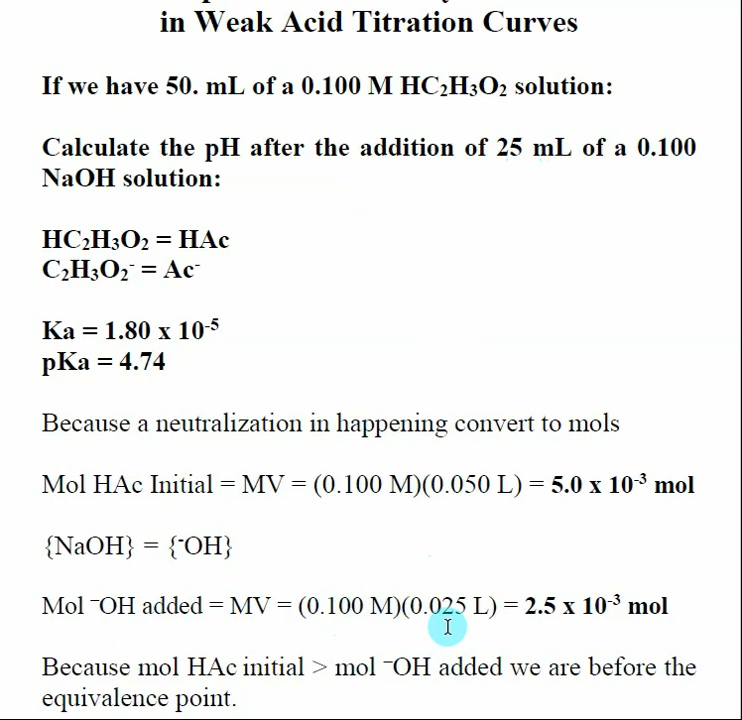 in Weak Acid Titration Curves
If we have 50. mL of a 0.100 M HC₂H₃O₂ solution:
Calculate the pH after the addition of 25 mL of a 0.100
NaOH solution:
HC₂H₃O₂ = HAc
C₂H₃O₂⁻ = Ac⁻
Ka = 1.80 x 10⁻⁵
pKa = 4.74
Because a neutralization in happening convert to mols
Mol HAc Initial = MV = (0.100 M)(0.050 L) = 5.0 x 10⁻³ mol
{NaOH} = {⁻OH}
Mol ⁻OH added = MV = (0.100 M)(0.025 L) = 2.5 x 10⁻³ mol
Because mol HAc initial > mol ⁻OH added we are before the
equivalence point.